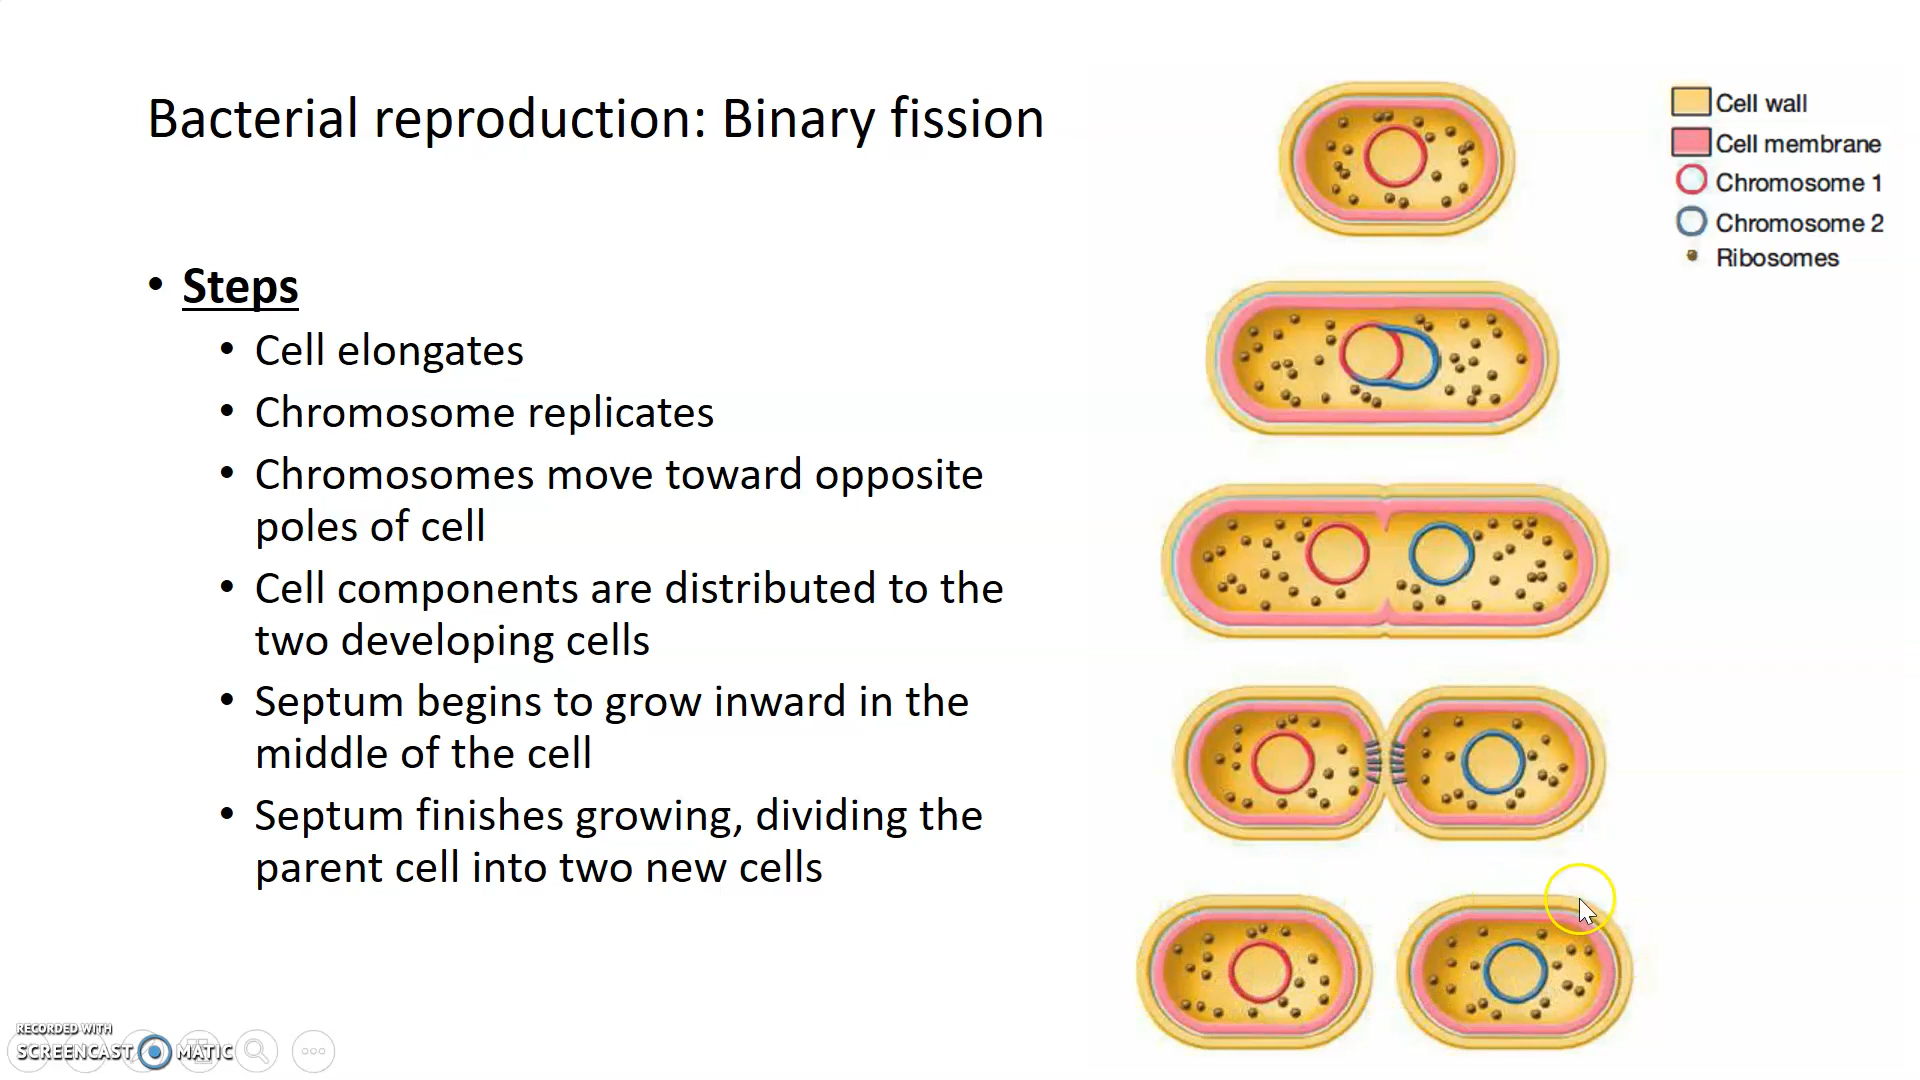 Bacterial reproduction: Binary fission
• Steps
• Cell elongates
• Chromosome replicates
• Chromosomes move toward opposite
poles of cell
• Cell components are distributed to the
two developing cells
• Septum begins to grow inward in the
middle of the cell
• Septum finishes growing, dividing the
parent cell into two new cells
Cell wall
Cell membrane
Chromosome 1
Chromosome 2
Ribosomes
RECORDED WITH
SCREENCAST MATIC